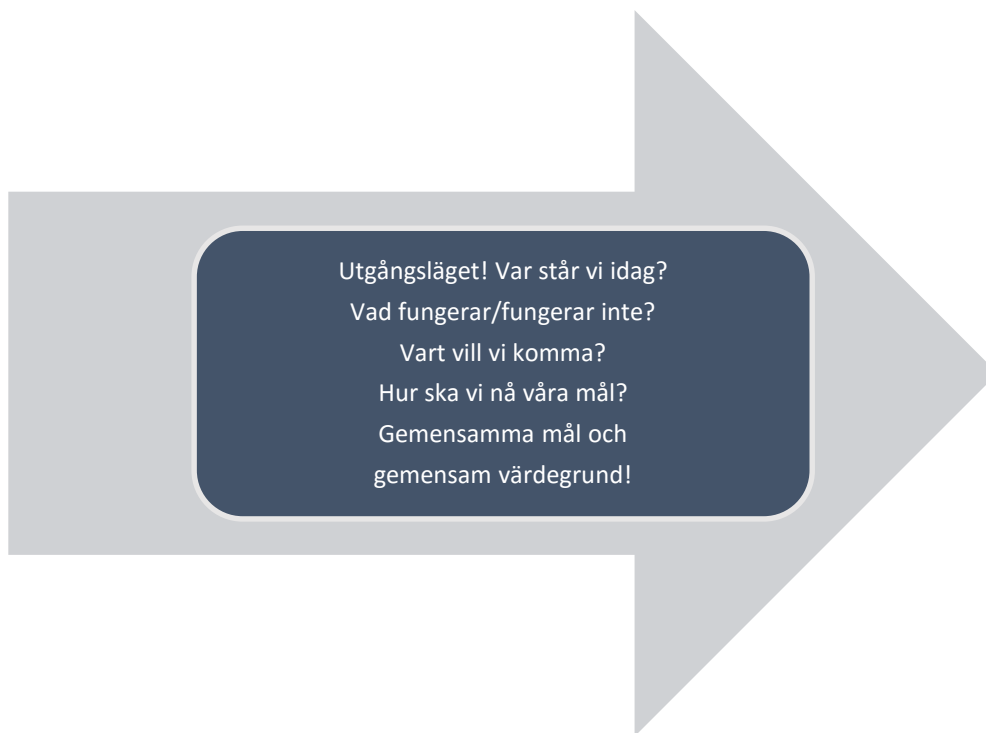 Utgångsläget! Var står vi idag?
Vad fungerar/fungerar inte?
Vart vill vi komma?
Hur ska vi nå våra mål?
Gemensamma mål och
gemensam värdegrund!